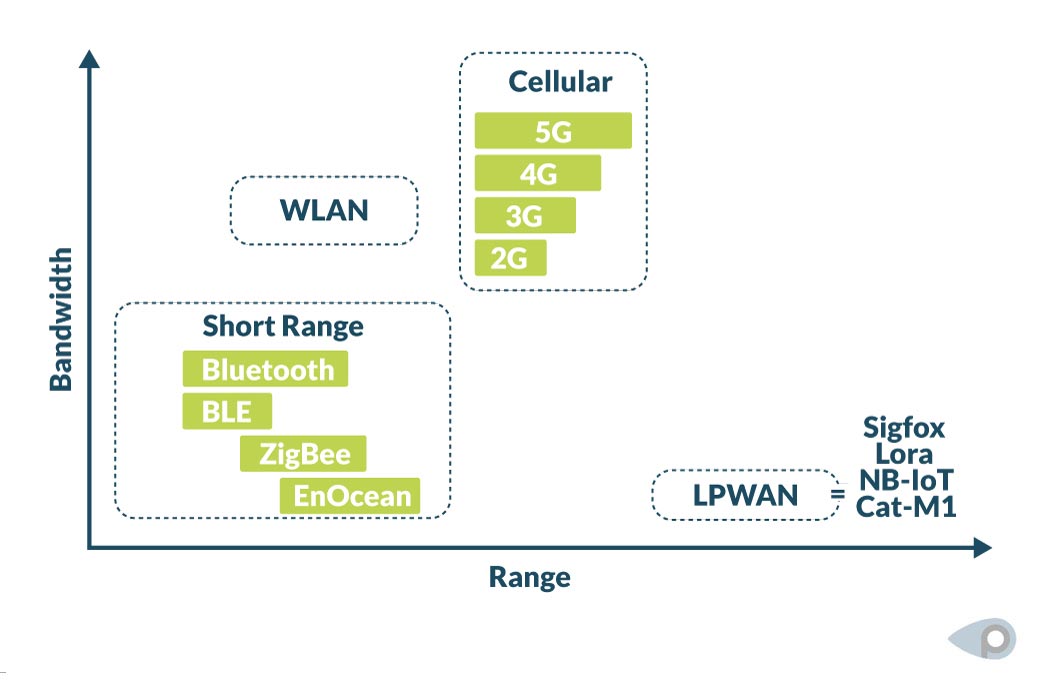 Cellular
5G
4G
3G
2G
WLAN
Bandwidth
Short Range
Bluetooth
BLE
ZigBee
EnOcean
LPWAN =
Sigfox
Lora
NB-IoT
Cat-M1
Range